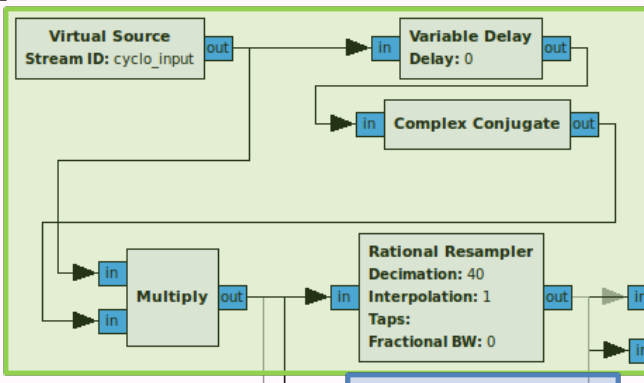 Virtual Source
Stream ID: cyclo_input
out
in
Variable Delay
Delay: 0
out
in
Complex Conjugate
out
in
in
Multiply
out
in
Rational Resampler
Decimation: 40
Interpolation: 1
Taps:
Fractional BW: 0
out
in
in